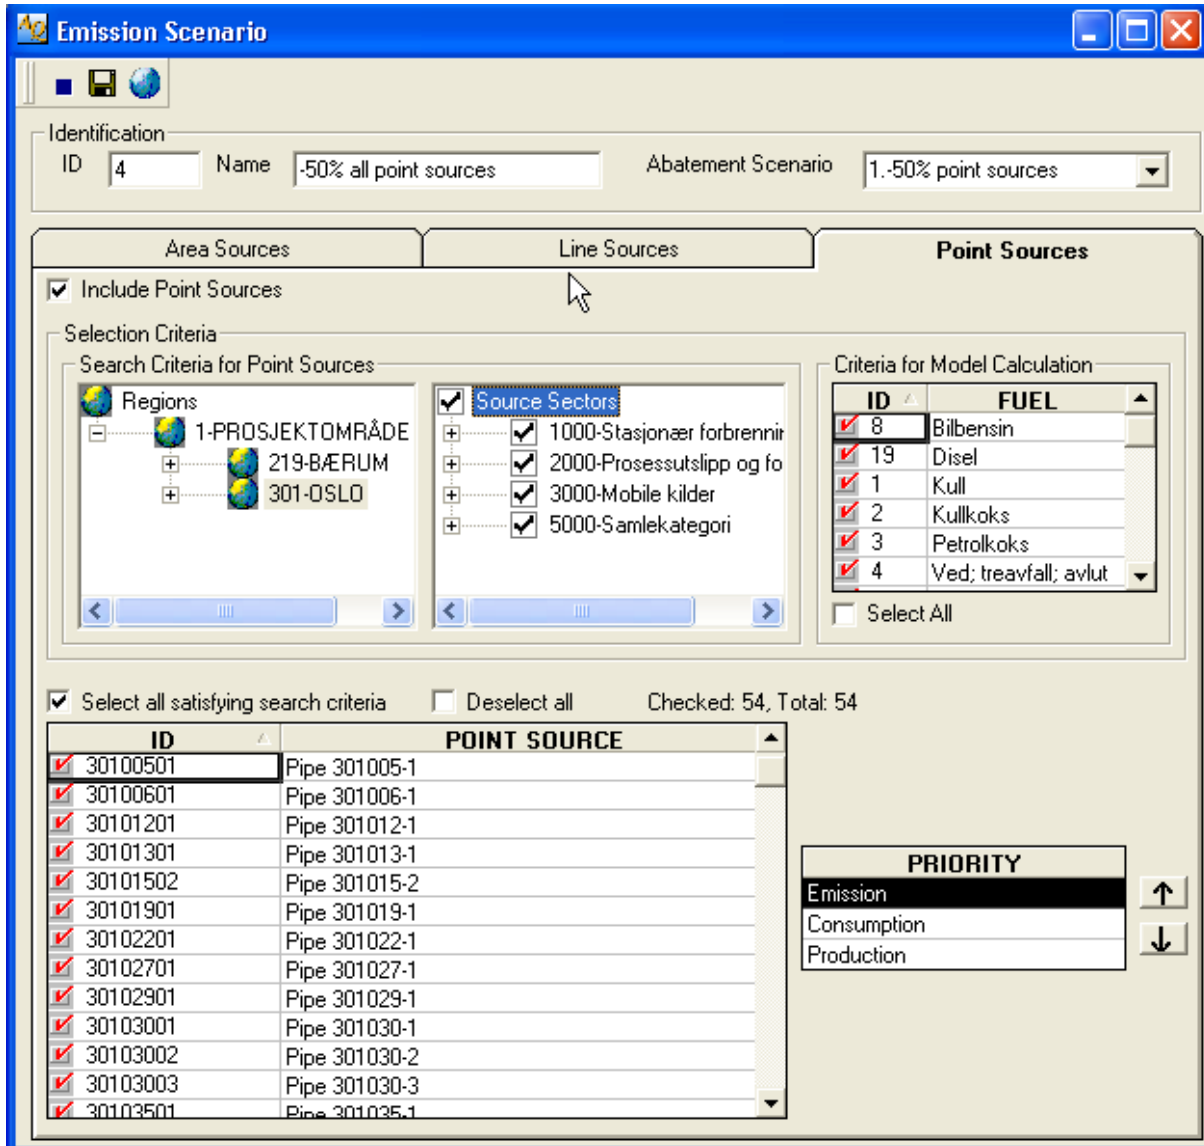 Emission Scenario
Identification
ID 4 Name -50% all point sources Abatement Scenario 1.-50% point sources
Area Sources Line Sources Point Sources
Include Point Sources
Selection Criteria
Search Criteria for Point Sources
Regions
1-PROSJEKTOMRÅDE
219-BÆRUM
301-OSLO
Source Sectors
1000-Stasjonær forbrennin
2000-Prosessutslipp og fo
3000-Mobile kilder
5000-Samlekategori
Criteria for Model Calculation
ID FUEL
8 Bilbensin
19 Disel
1 Kull
2 Kullkoks
3 Petrolkoks
4 Ved; treavfall; avlut
Select All
Select all satisfying search criteria Deselect all Checked: 54, Total: 54
ID POINT SOURCE
30100501 Pipe 301005-1
30100601 Pipe 301006-1
30101201 Pipe 301012-1
30101301 Pipe 301013-1
30101502 Pipe 301015-2
30101901 Pipe 301019-1
30102201 Pipe 301022-1
30102701 Pipe 301027-1
30102901 Pipe 301029-1
30103001 Pipe 301030-1
30103002 Pipe 301030-2
30103003 Pipe 301030-3
30103501 Pipe 301035-1
PRIORITY
Emission
Consumption
Production